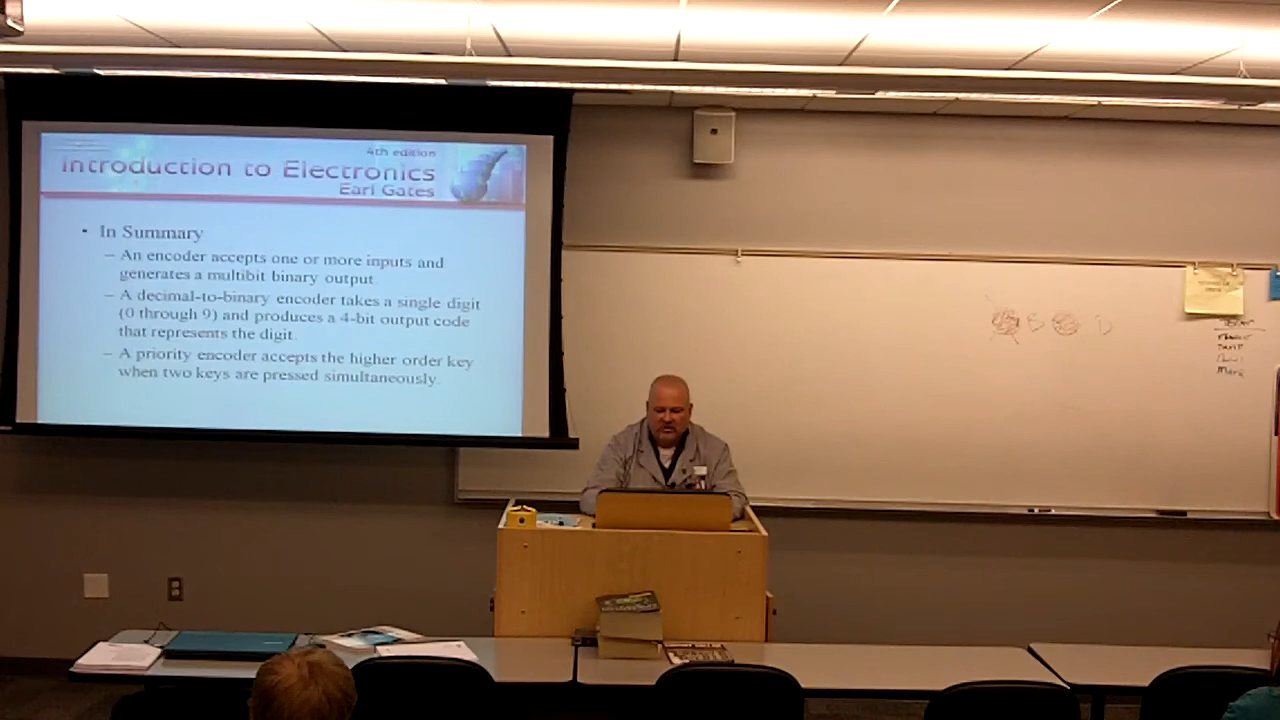 4th edition
Introduction to Electronics
Earl Gates
• In Summary
– An encoder accepts one or more inputs and
generates a multibit binary output.
– A decimal-to-binary encoder takes a single digit
(0 through 9) and produces a 4-bit output code
that represents the digit.
– A priority encoder accepts the higher order key
when two keys are pressed simultaneously.